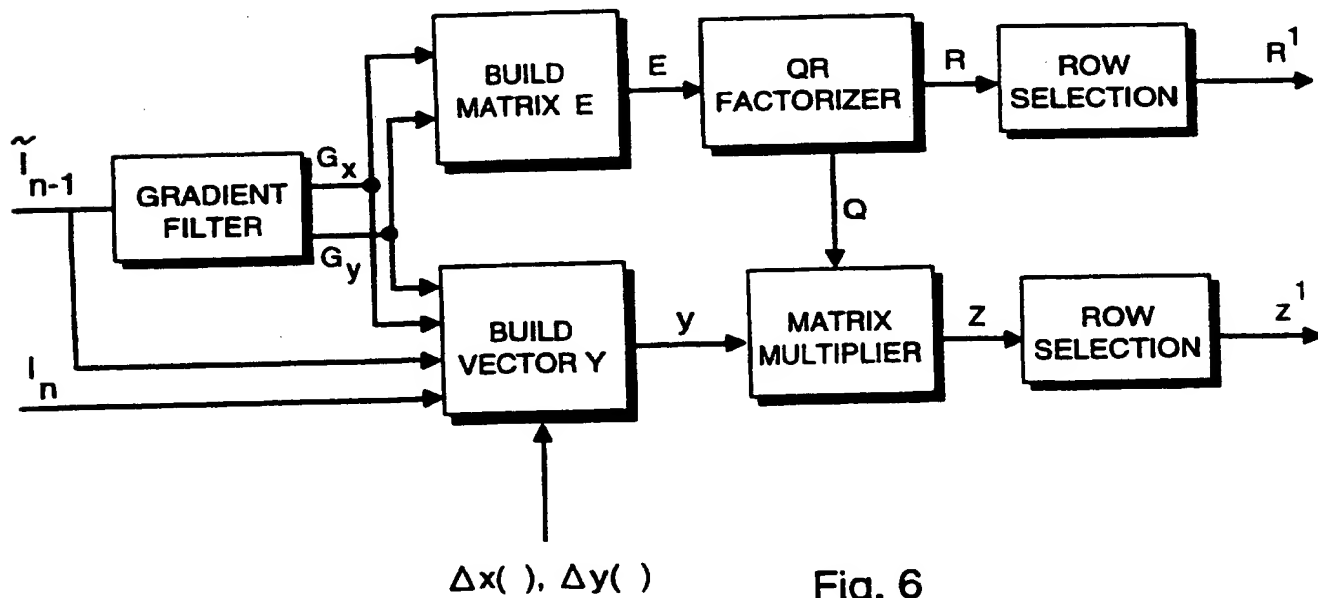 BUILD
MATRIX E
E
QR
FACTORIZER
R
ROW
SELECTION
R¹
Ĩn-1
GRADIENT
FILTER
Gx
Gy
Q
In
BUILD
VECTOR Y
y
MATRIX
MULTIPLIER
Z
ROW
SELECTION
z¹
Δx( ), Δy( )
Fig. 6